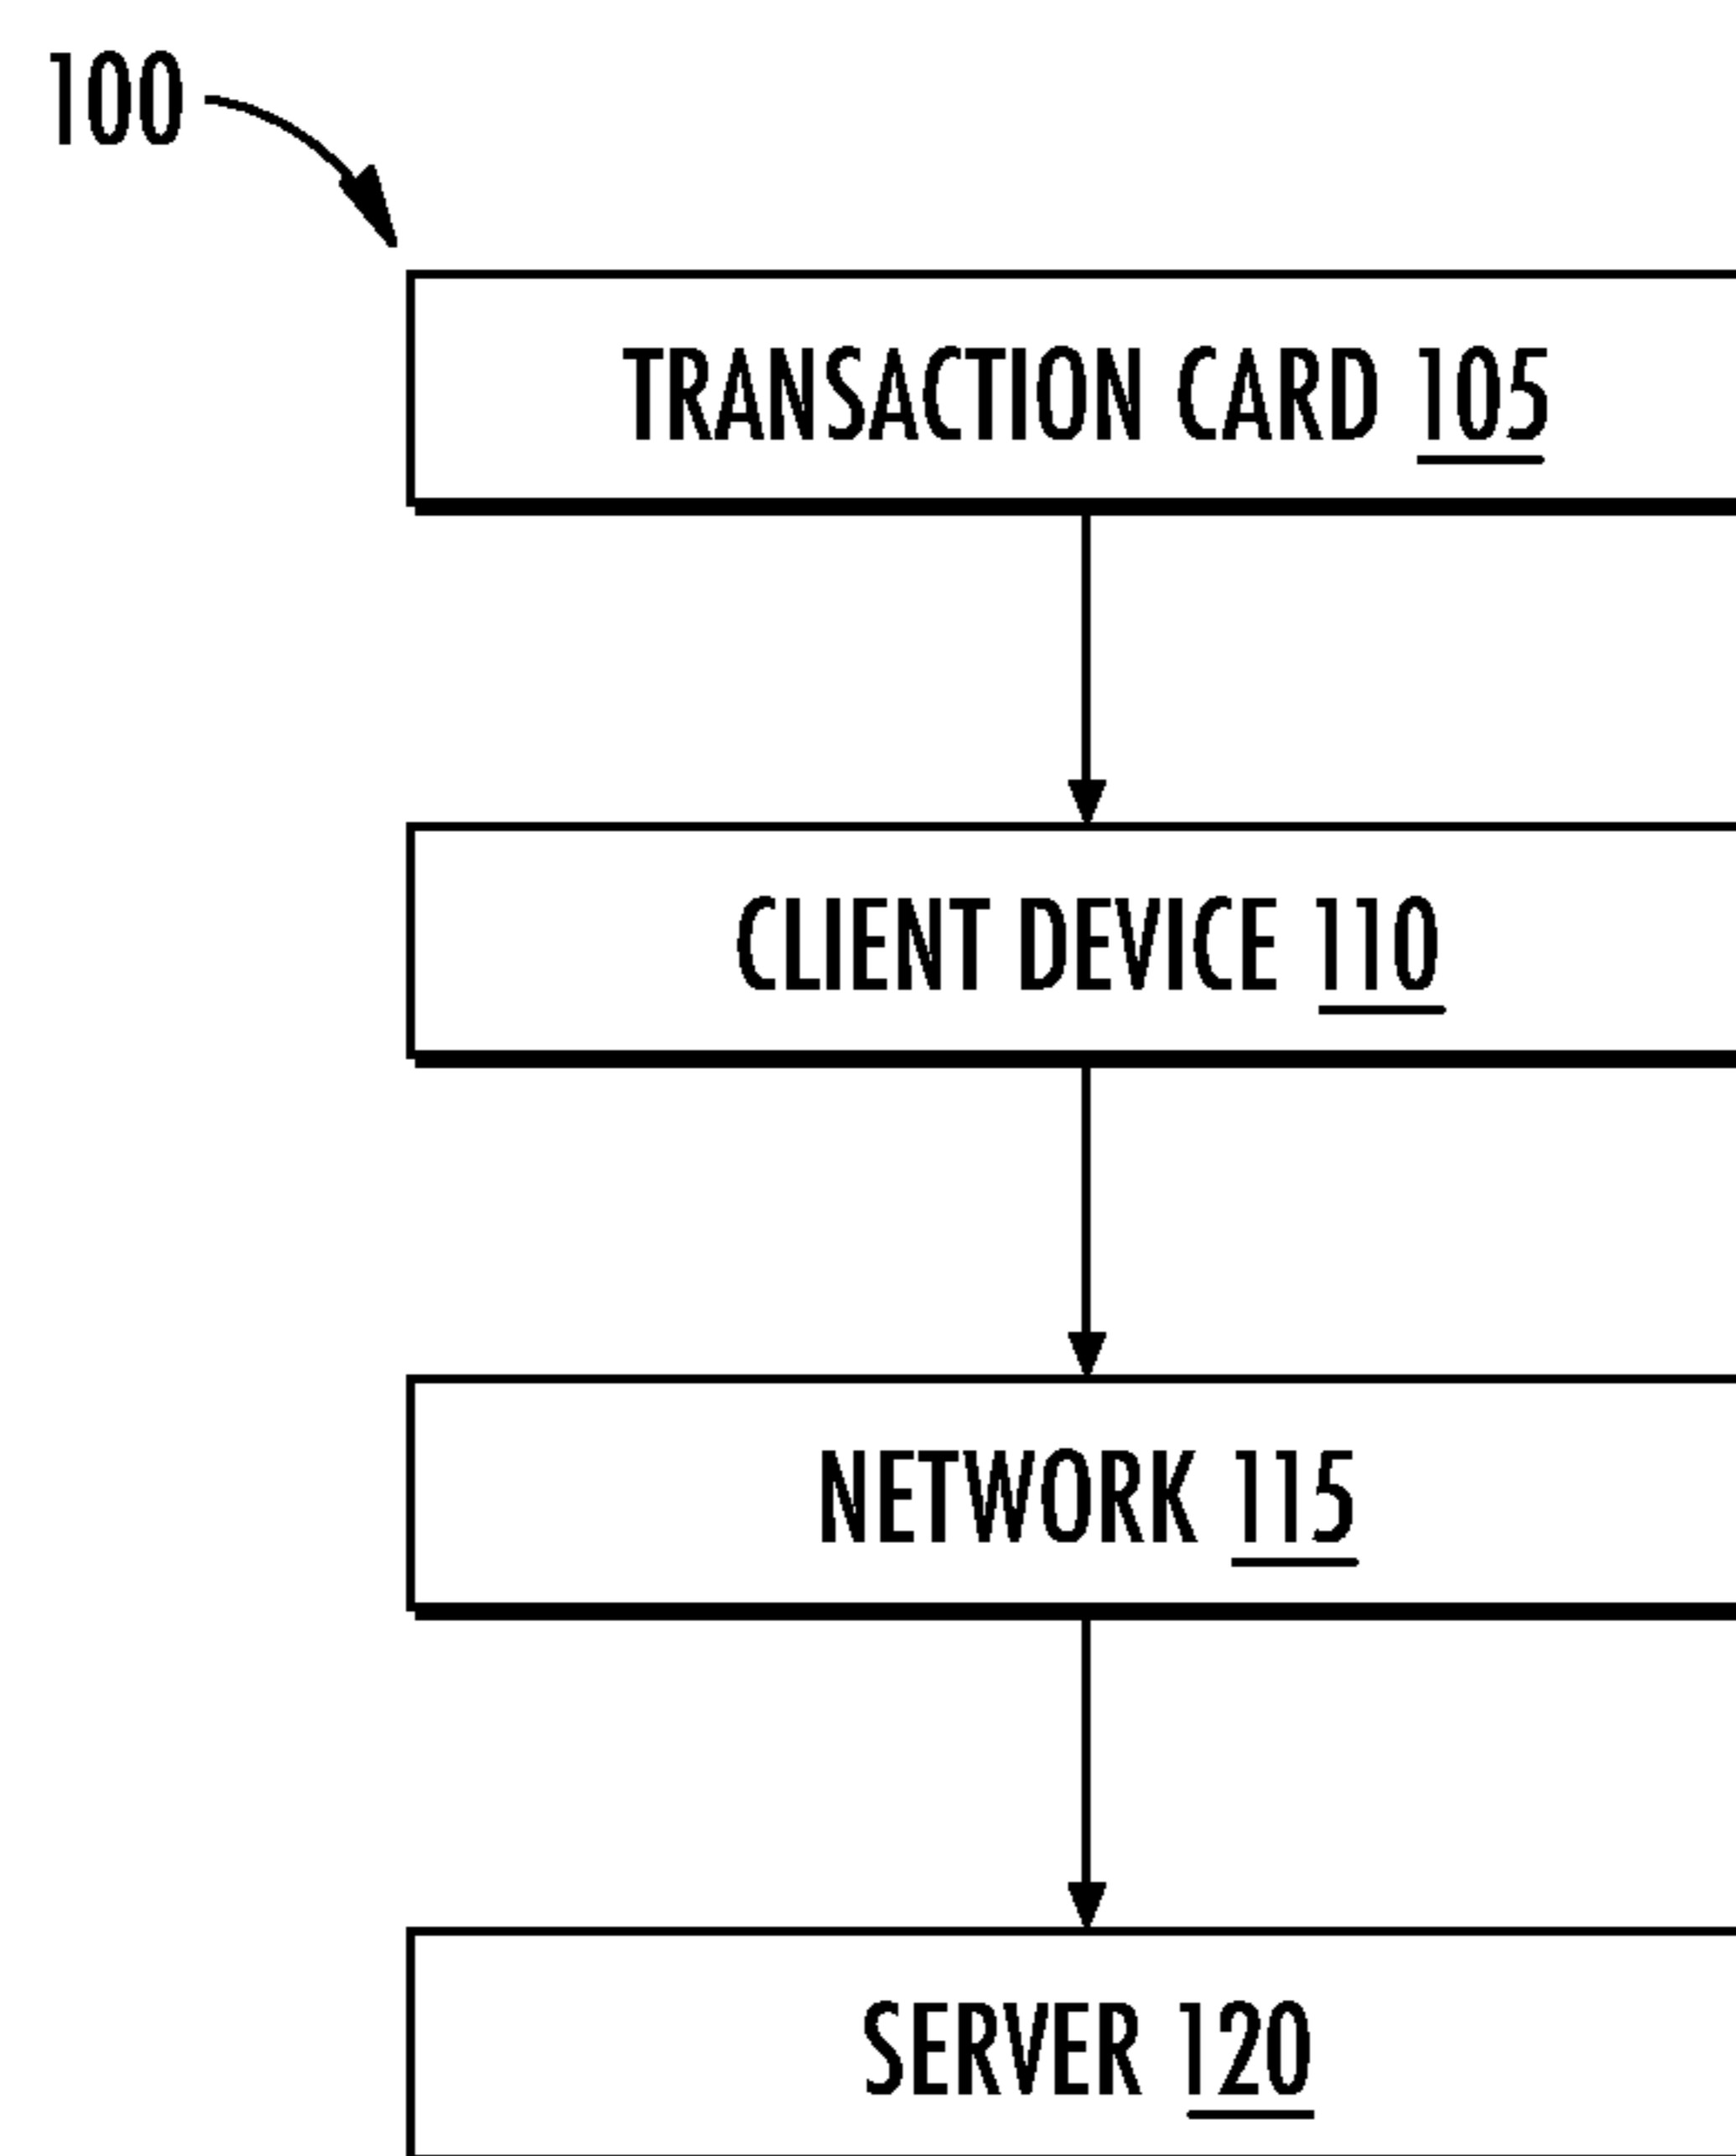 100
TRANSACTION CARD 105
CLIENT DEVICE 110
NETWORK 115
SERVER 120